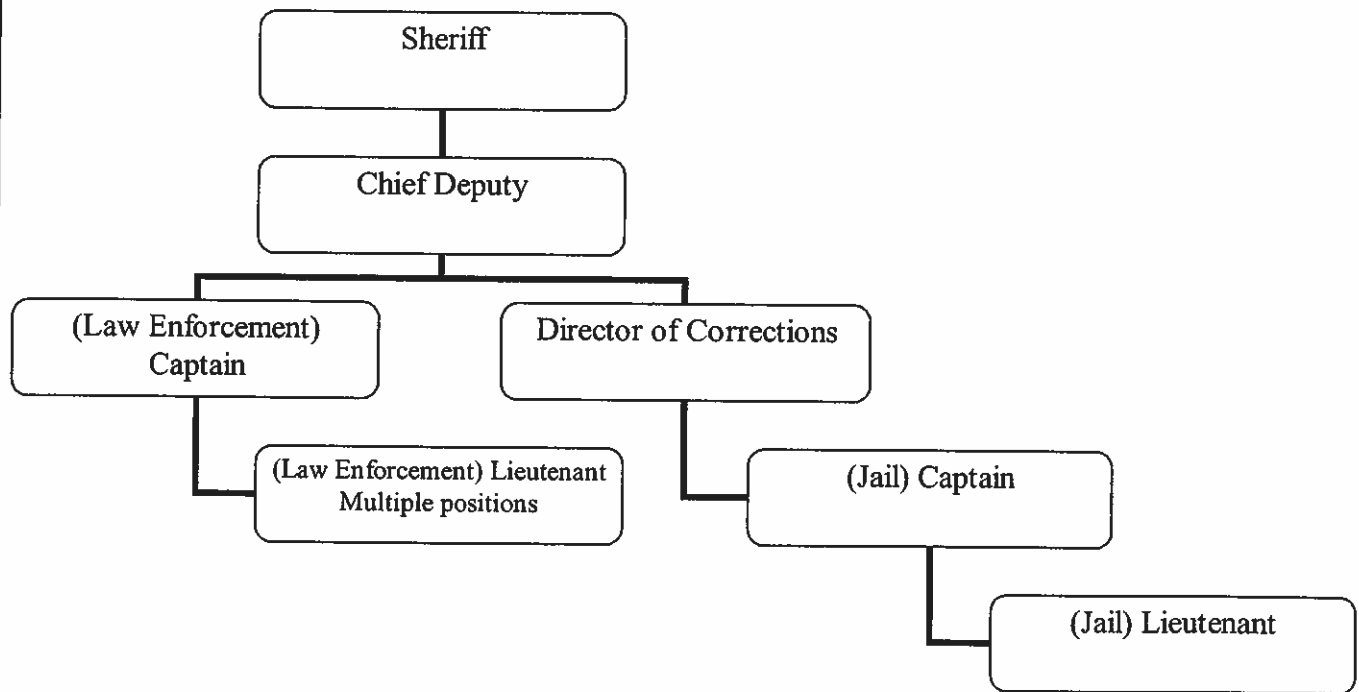 Sheriff
Chief Deputy
(Law Enforcement)
Captain
Director of Corrections
(Law Enforcement) Lieutenant
Multiple positions
(Jail) Captain
(Jail) Lieutenant